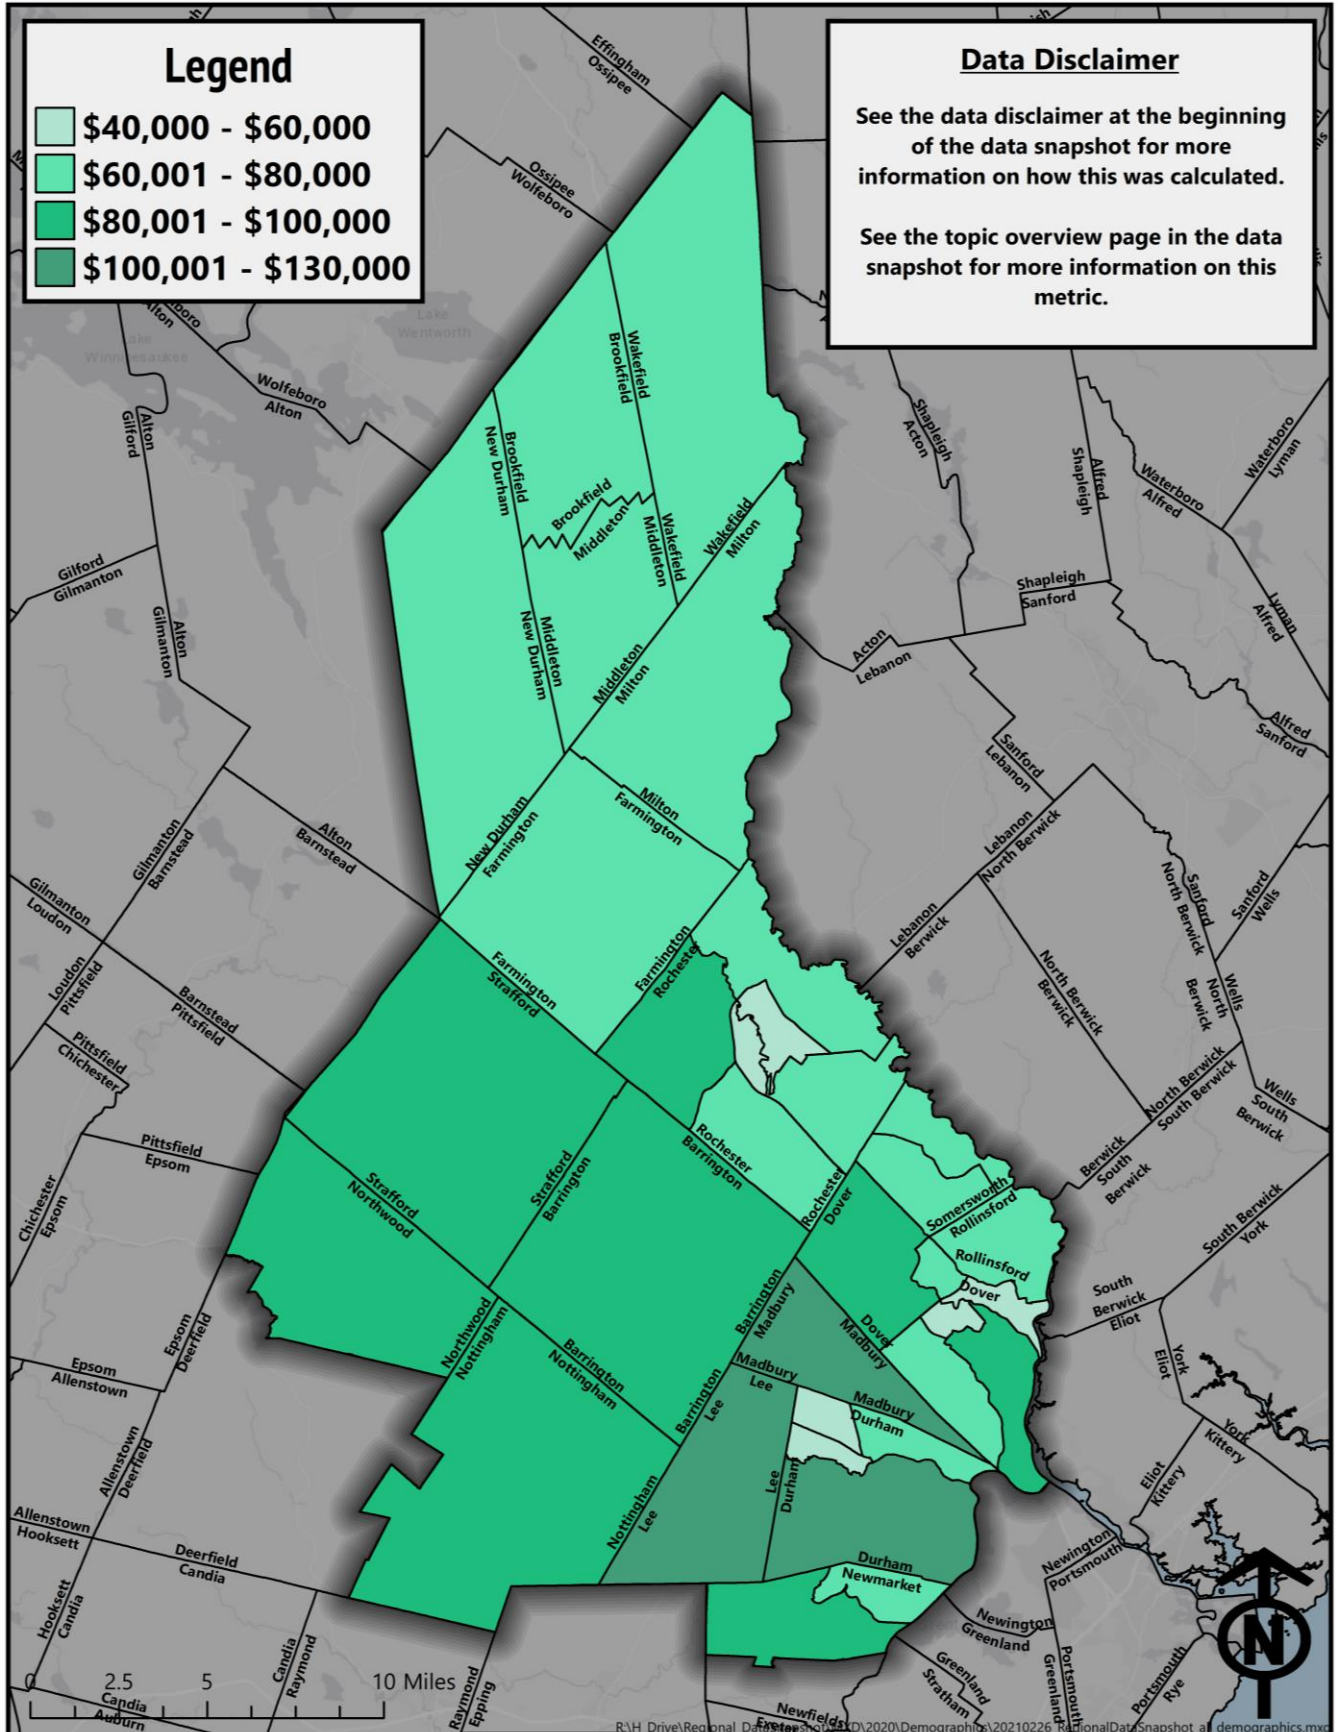 Legend
$40,000 - $60,000
$60,001 - $80,000
$80,001 - $100,000
$100,001 - $130,000
Data Disclaimer
See the data disclaimer at the beginning
of the data snapshot for more
information on how this was calculated.
See the topic overview page in the data
snapshot for more information on this
metric.
Effingham
Ossipee
Ossipee
Wolfeboro
Lake
Wentworth
Lake
Winnipesaukee
Alton
Wolfeboro
Alton
Alton
Gilford
Wakefield
Brookfield
Brookfield
New Durham
Brookfield
Middleton
Wakefield
Middleton
Wakefield
Milton
Shapleigh
Acton
Alfred
Shapleigh
Waterboro
Alfred
Waterboro
Lyman
Gilford
Gilmanton
Alton
Gilmanton
Middleton
New Durham
Middleton
Milton
Shapleigh
Sanford
Lyman
Alfred
Acton
Lebanon
Alfred
Sanford
Sanford
Lebanon
Milton
Farmington
New Durham
Farmington
Alton
Barnstead
Gilmanton
Barnstead
Lebanon
North Berwick
Gilmanton
Loudon
Lebanon
Berwick
Sanford
North Berwick
Sanford
Wells
Loudon
Pittsfield
Barnstead
Pittsfield
Farmington
Strafford
Farmington
Rochester
North Berwick
Berwick
Wells
North
Berwick
Pittsfield
Chichester
North Berwick
South Berwick
Wells
South
Berwick
Pittsfield
Epsom
Rochester
Barrington
Berwick
South
Berwick
Chichester
Epsom
Strafford
Northwood
Strafford
Barrington
Rochester
Dover
Somersworth
Rollinsford
South Berwick
York
Rollinsford
Dover
South
Berwick
Eliot
Epsom
Deerfield
Northwood
Nottingham
Barrington
Madbury
Dover
Madbury
Barrington
Nottingham
York
Eliot
Epsom
Allenstown
Madbury
Lee
Barrington
Lee
Madbury
Durham
York
Kittery
Allenstown
Deerfield
Lee
Durham
Eliot
Kittery
Nottingham
Lee
Allenstown
Hooksett
Deerfield
Candia
Durham
Newmarket
Newington
Portsmouth
Hooksett
Candia
Newington
Greenland
Candia
Raymond
Raymond
Epping
Greenland
Stratham
Portsmouth
Greenland
Portsmouth
Rye
N
0 2.5 5 10 Miles
Candia
Auburn
Newfields
Exeter